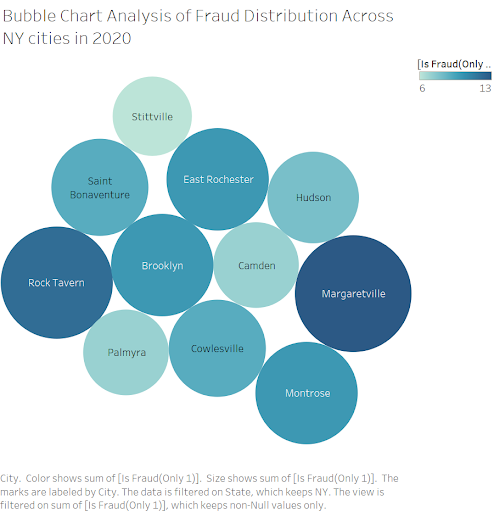 Bubble Chart Analysis of Fraud Distribution Across
NY cities in 2020
[Is Fraud(Only ..
6 13
Stittville
East Rochester
Saint
Bonaventure
Hudson
Brooklyn
Camden
Rock Tavern
Margaretville
Palmyra
Cowlesville
Montrose
City.  Color shows sum of [Is Fraud(Only 1)].  Size shows sum of [Is Fraud(Only 1)].  The
marks are labeled by City. The data is filtered on State, which keeps NY. The view is
filtered on sum of [Is Fraud(Only 1)], which keeps non-Null values only.